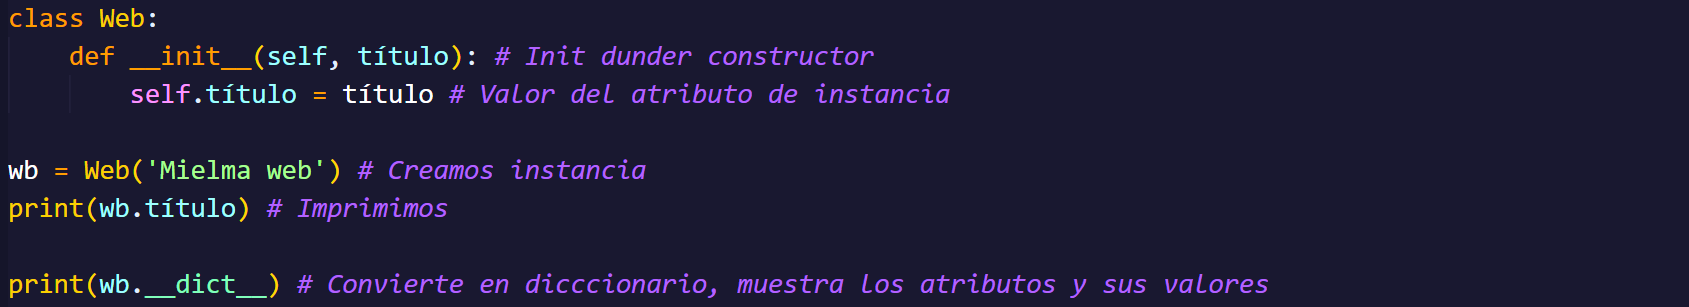 class Web:
    def __init__(self, título): # Init dunder constructor
        self.título = título # Valor del atributo de instancia
wb = Web('Mielma web') # Creamos instancia
print(wb.título) # Imprimimos
print(wb.__dict__) # Convierte en dicccionario, muestra los atributos y sus valores